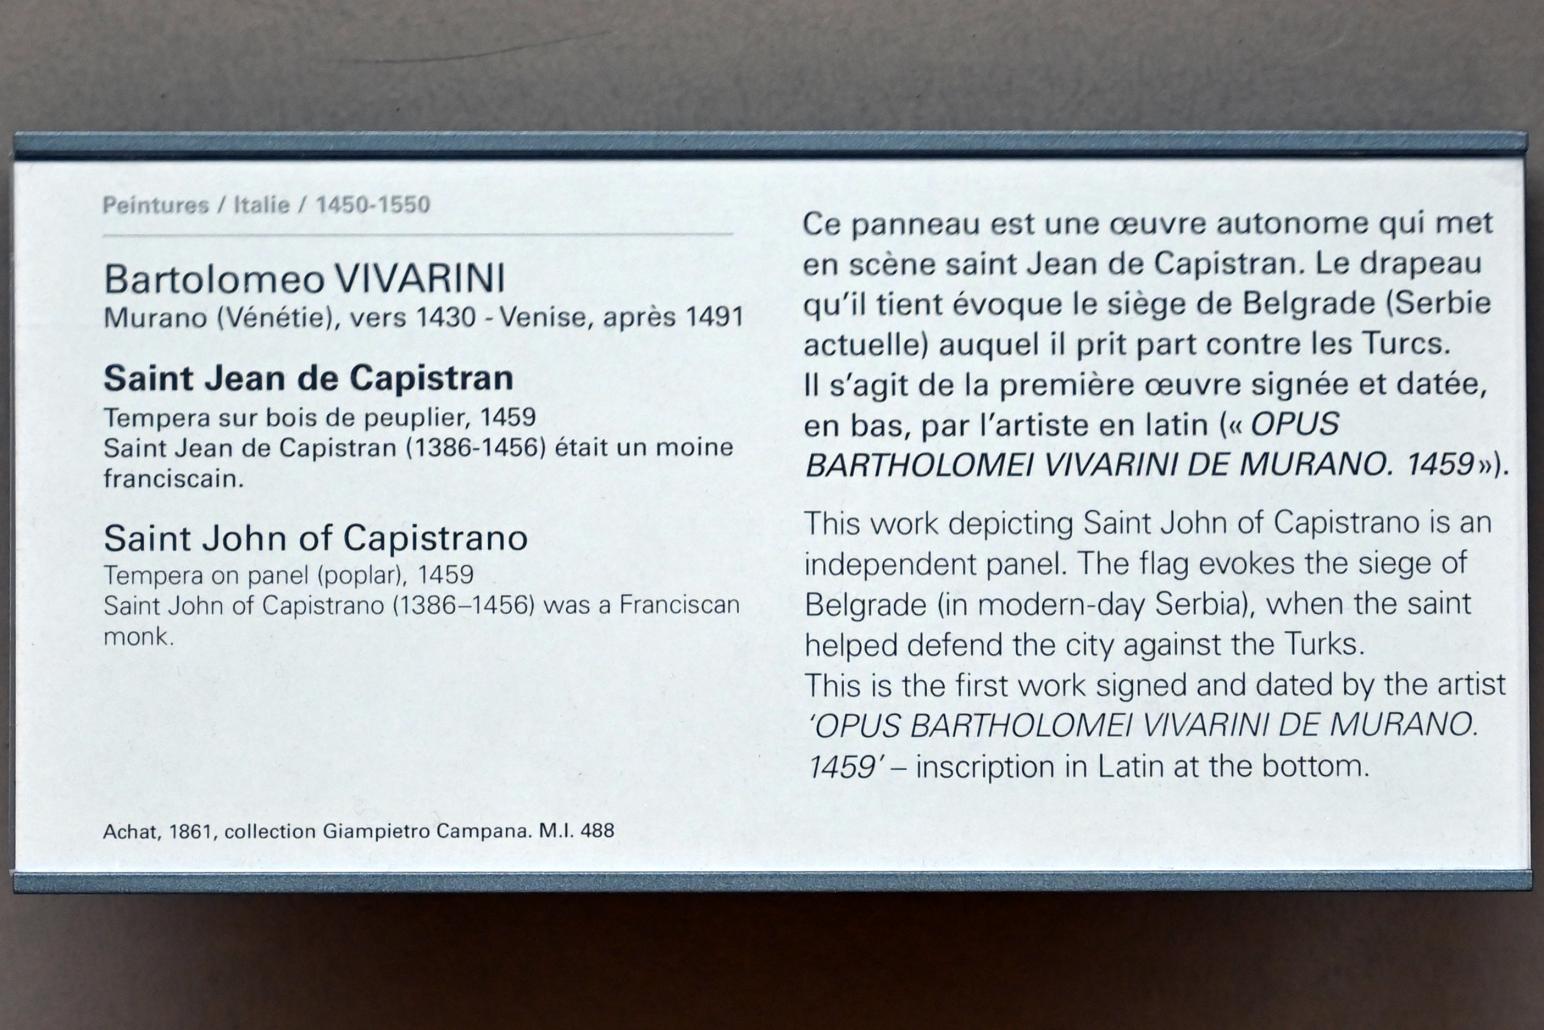 Peintures / Italie / 1450-1550
Bartolomeo VIVARINI
Murano (Vénétie), vers 1430 - Venise, après 1491
Saint Jean de Capistran
Tempera sur bois de peuplier, 1459
Saint Jean de Capistran (1386-1456) était un moine
franciscain.
Saint John of Capistrano
Tempera on panel (poplar), 1459
Saint John of Capistrano (1386–1456) was a Franciscan
monk.
Achat, 1861, collection Giampietro Campana. M.I. 488
Ce panneau est une œuvre autonome qui met
en scène saint Jean de Capistran. Le drapeau
qu'il tient évoque le siège de Belgrade (Serbie
actuelle) auquel il prit part contre les Turcs.
Il s'agit de la première œuvre signée et datée,
en bas, par l'artiste en latin (« OPUS
BARTHOLOMEI VIVARINI DE MURANO. 1459 »).
This work depicting Saint John of Capistrano is an
independent panel. The flag evokes the siege of
Belgrade (in modern-day Serbia), when the saint
helped defend the city against the Turks.
This is the first work signed and dated by the artist
'OPUS BARTHOLOMEI VIVARINI DE MURANO.
1459' – inscription in Latin at the bottom.